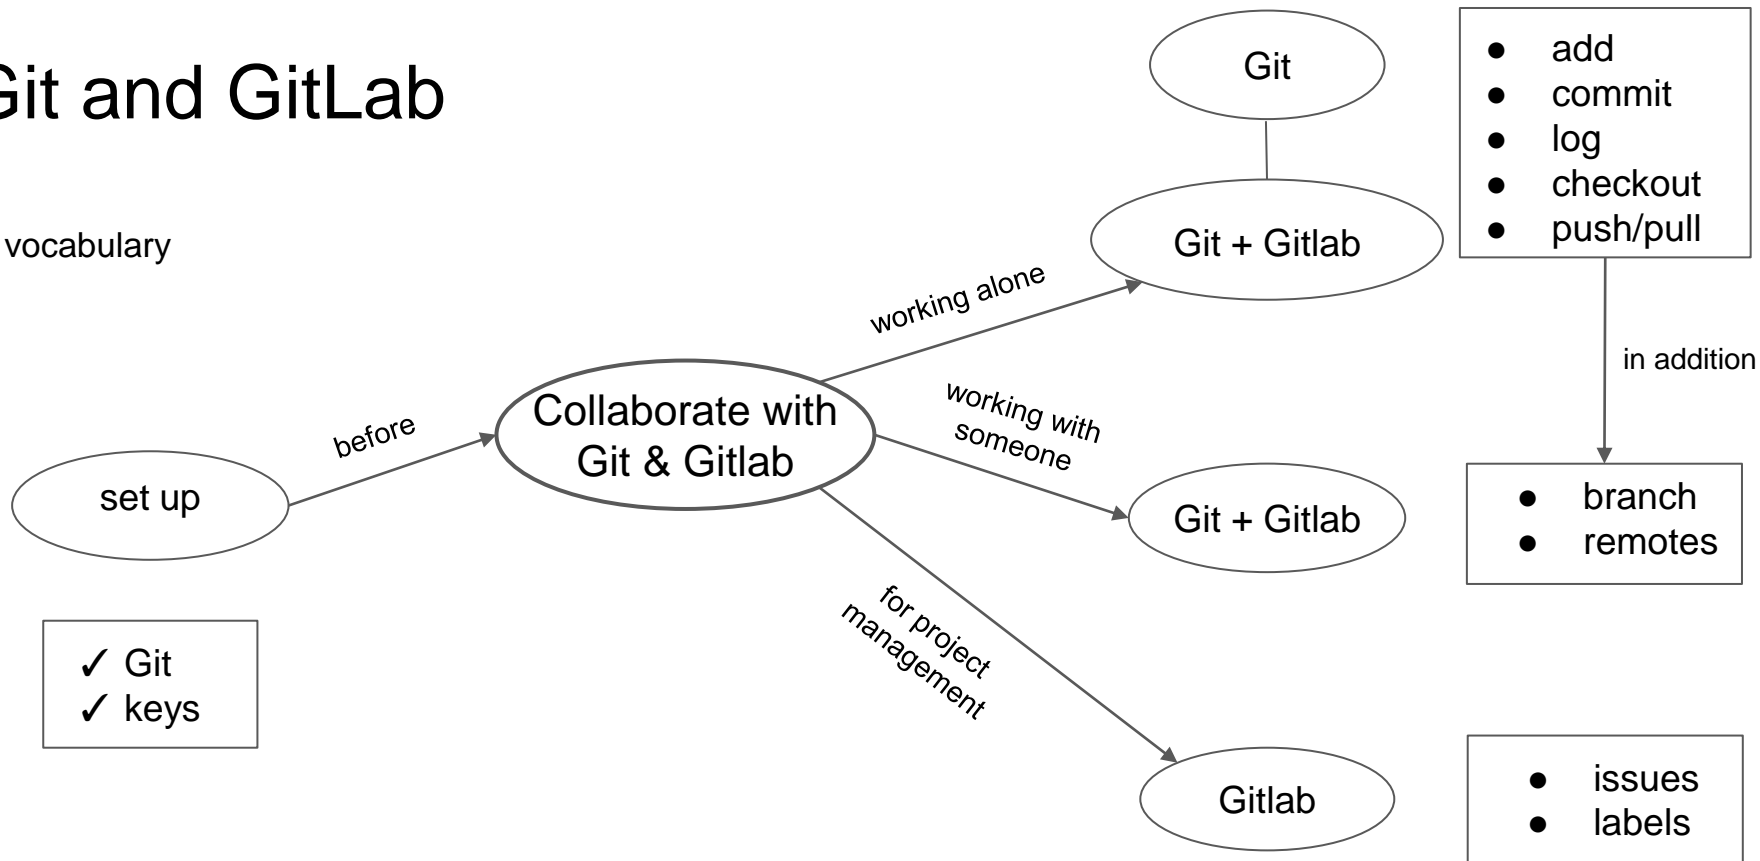 Git and GitLab
vocabulary
set up
✓ Git
✓ keys
before
Collaborate with
Git & Gitlab
working alone
Git
Git + Gitlab
● add
● commit
● log
● checkout
● push/pull
in addition
working with
someone
Git + Gitlab
● branch
● remotes
for project
management
Gitlab
● issues
● labels